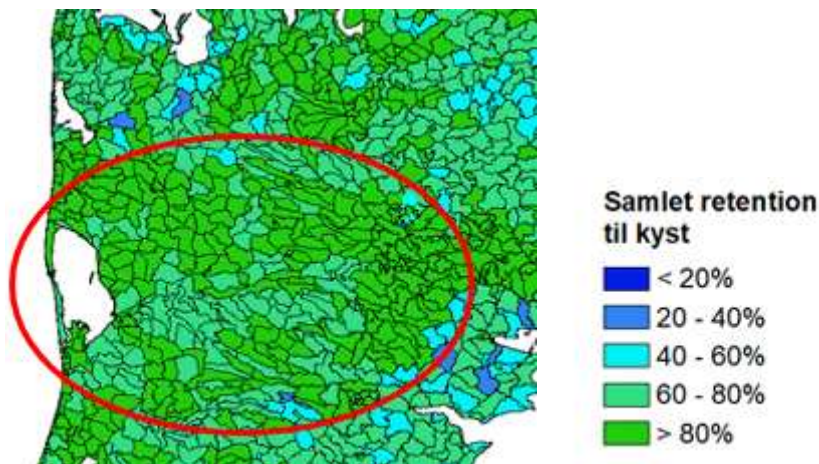 Samlet retention
til kyst
< 20%
20 - 40%
40 - 60%
60 - 80%
> 80%